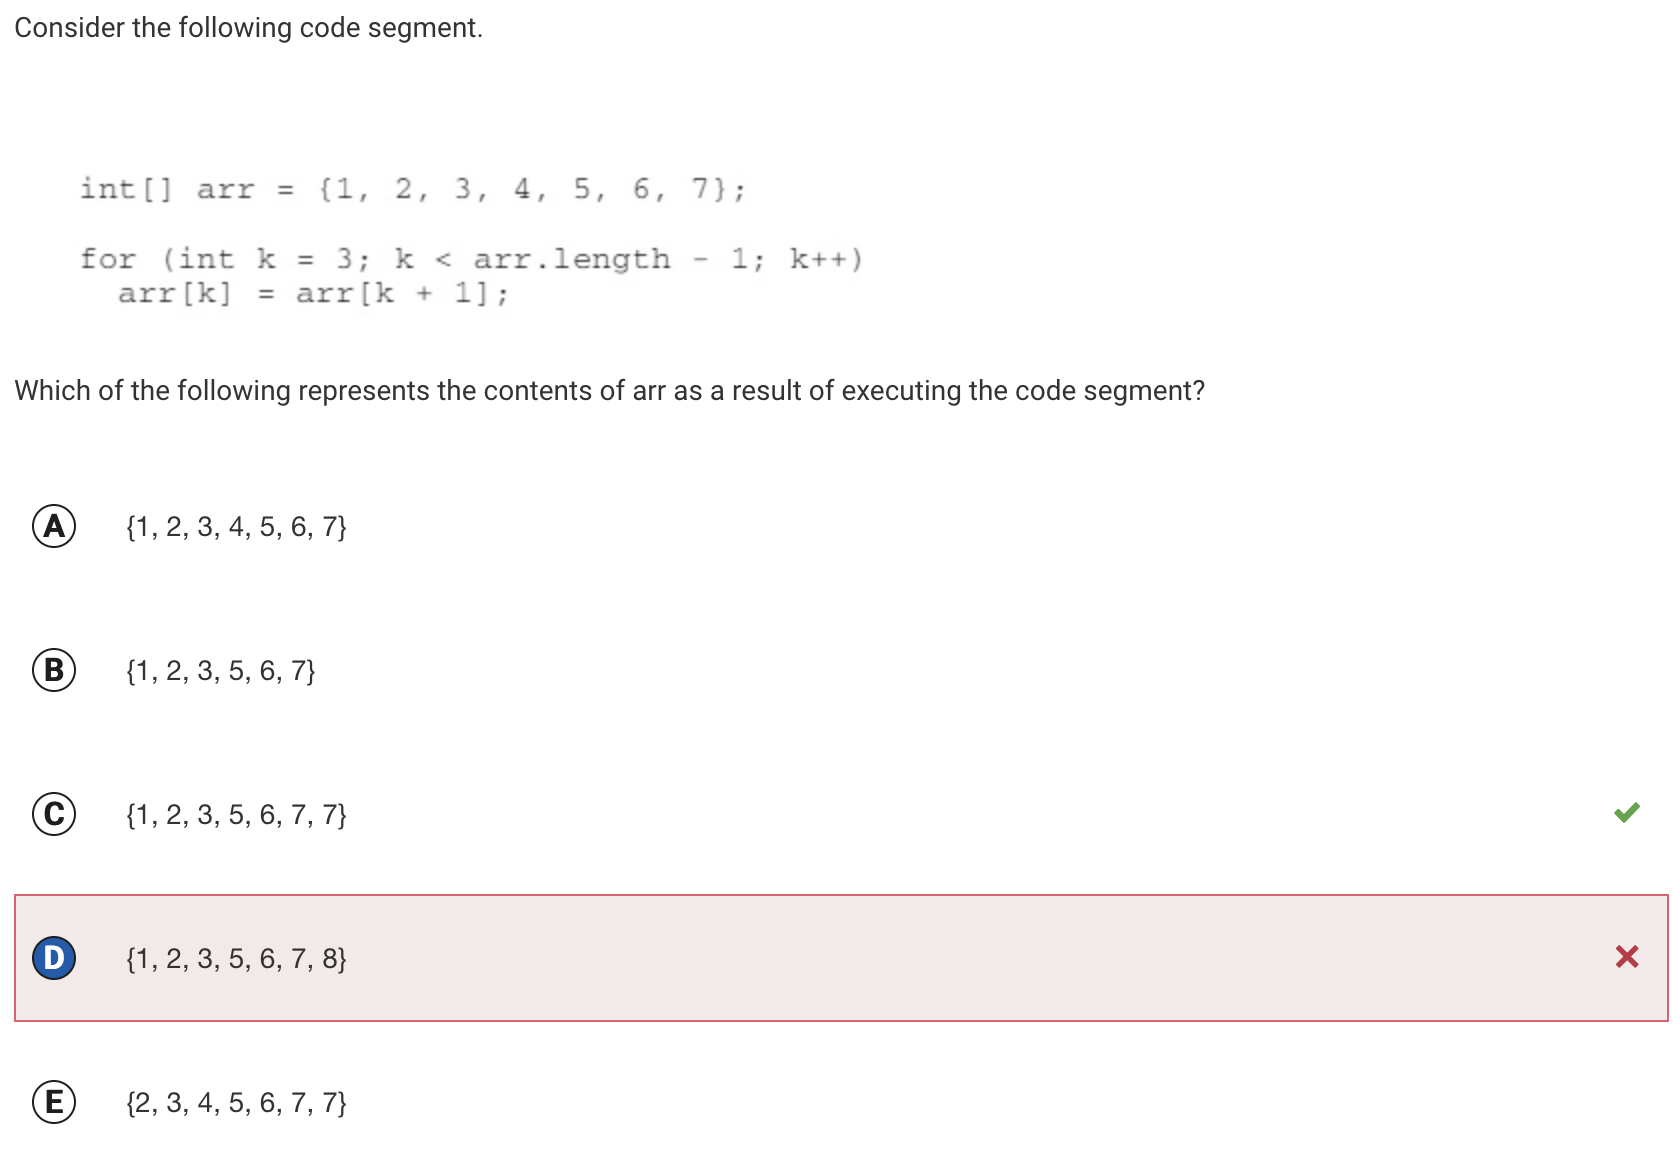 Consider the following code segment.
int[] arr = {1, 2, 3, 4, 5, 6, 7};
for (int k = 3; k < arr.length - 1; k++)
arr[k] = arr[k + 1];
Which of the following represents the contents of arr as a result of executing the code segment?
A {1, 2, 3, 4, 5, 6, 7}
B {1, 2, 3, 5, 6, 7}
C {1, 2, 3, 5, 6, 7, 7}
D {1, 2, 3, 5, 6, 7, 8}
E {2, 3, 4, 5, 6, 7, 7}